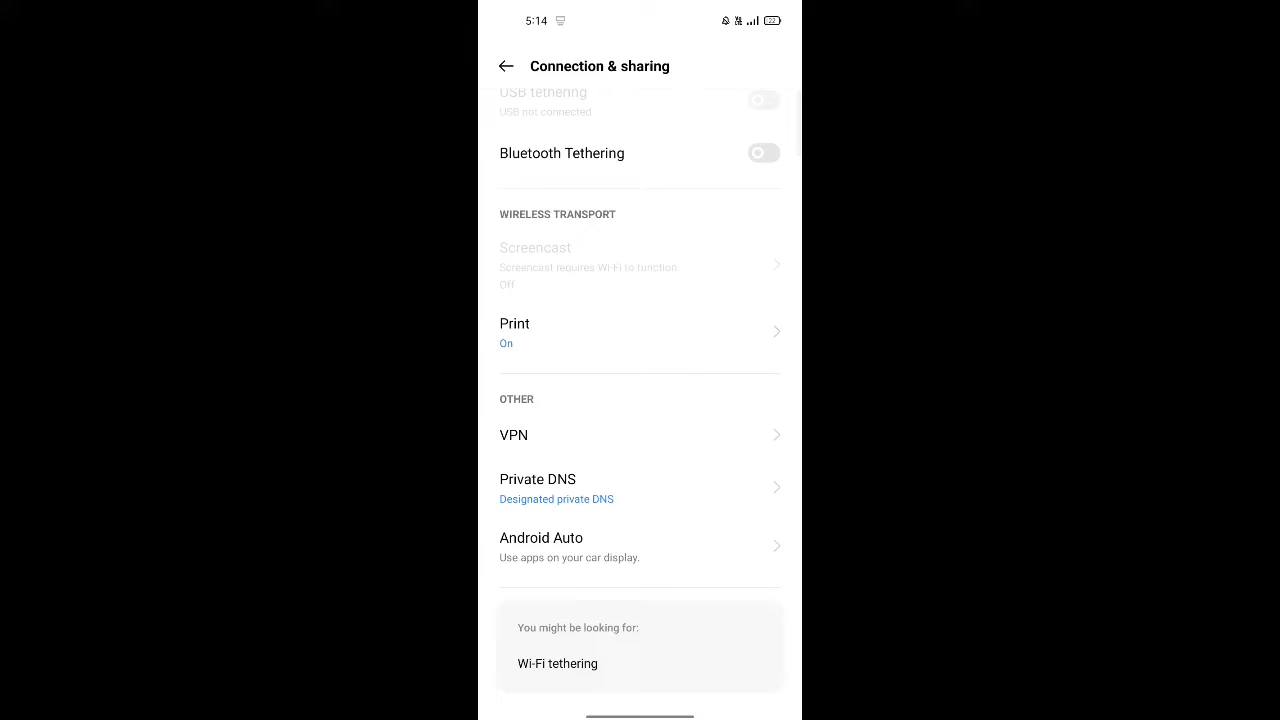 5:14
22
Connection & sharing
USB tethering
USB not connected
Bluetooth Tethering
WIRELESS TRANSPORT
Screencast
Screencast requires Wi-Fi to function.
Off
Print
On
OTHER
VPN
Private DNS
Designated private DNS
Android Auto
Use apps on your car display.
You might be looking for:
Wi-Fi tethering